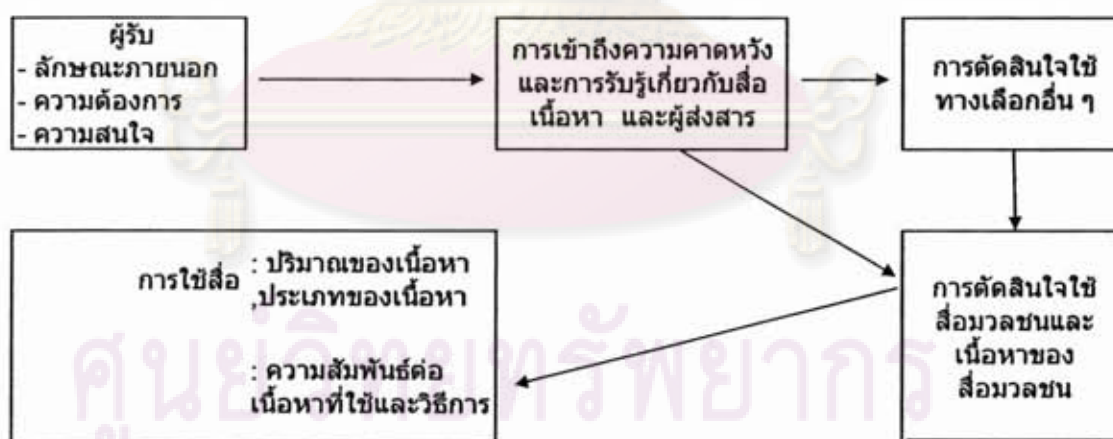 ผู้รับ
- ลักษณะภายนอก
- ความต้องการ
- ความสนใจ
การเข้าถึงความคาดหวัง
และการรับรู้เกี่ยวกับสื่อ
เนื้อหา และผู้ส่งสาร
การตัดสินใจใช้
ทางเลือกอื่น ๆ
การใช้สื่อ : ปริมาณของเนื้อหา
,ประเภทของเนื้อหา
: ความสัมพันธ์ต่อ
เนื้อหาที่ใช้และวิธีการ
การตัดสินใจใช้
สื่อมวลชนและ
เนื้อหาของ
สื่อมวลชน
ศูนย์วิทยทรัพยากร